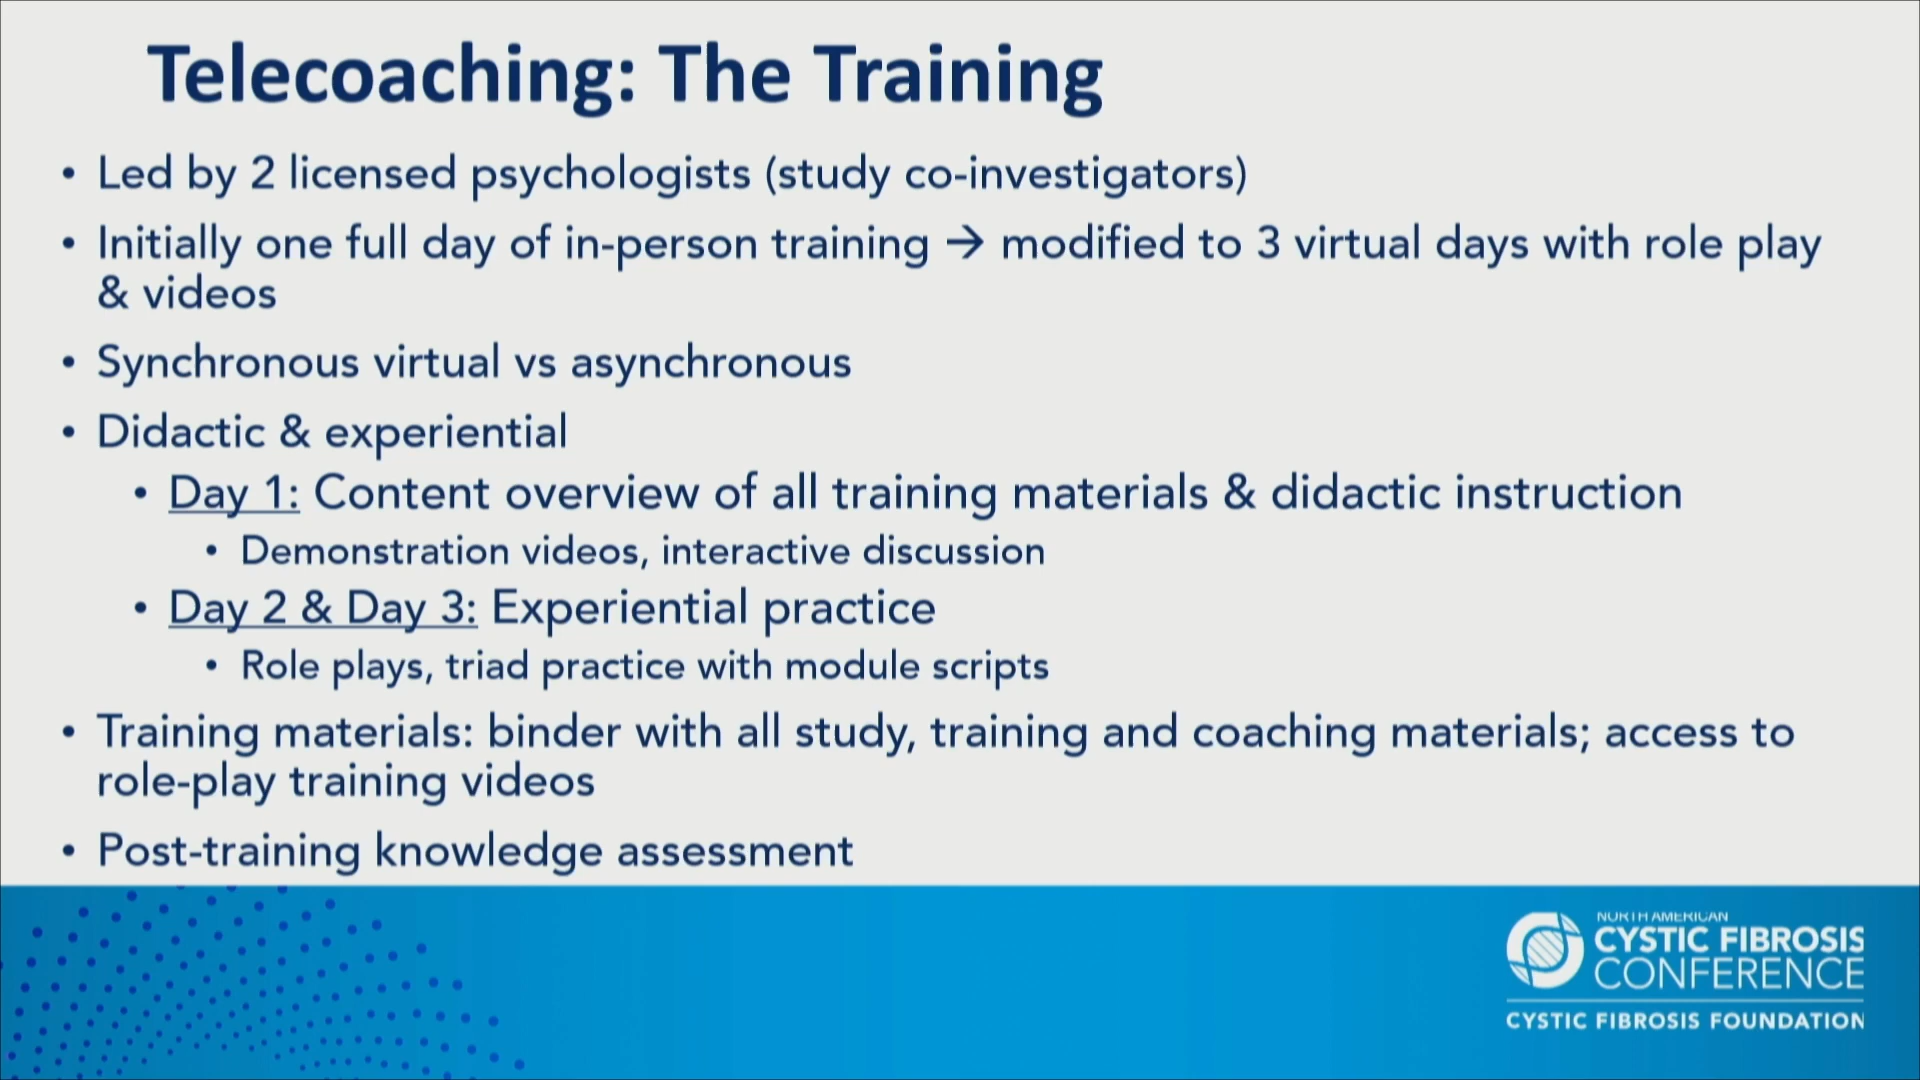 Telecoaching: The Training
• Led by 2 licensed psychologists (study co-investigators)
• Initially one full day of in-person training → modified to 3 virtual days with role play
& videos
• Synchronous virtual vs asynchronous
• Didactic & experiential
• Day 1: Content overview of all training materials & didactic instruction
• Demonstration videos, interactive discussion
• Day 2 & Day 3: Experiential practice
• Role plays, triad practice with module scripts
• Training materials: binder with all study, training and coaching materials; access to
role-play training videos
• Post-training knowledge assessment
NORTH AMERICAN
CYSTIC FIBROSIS
CONFERENCE
CYSTIC FIBROSIS FOUNDATION